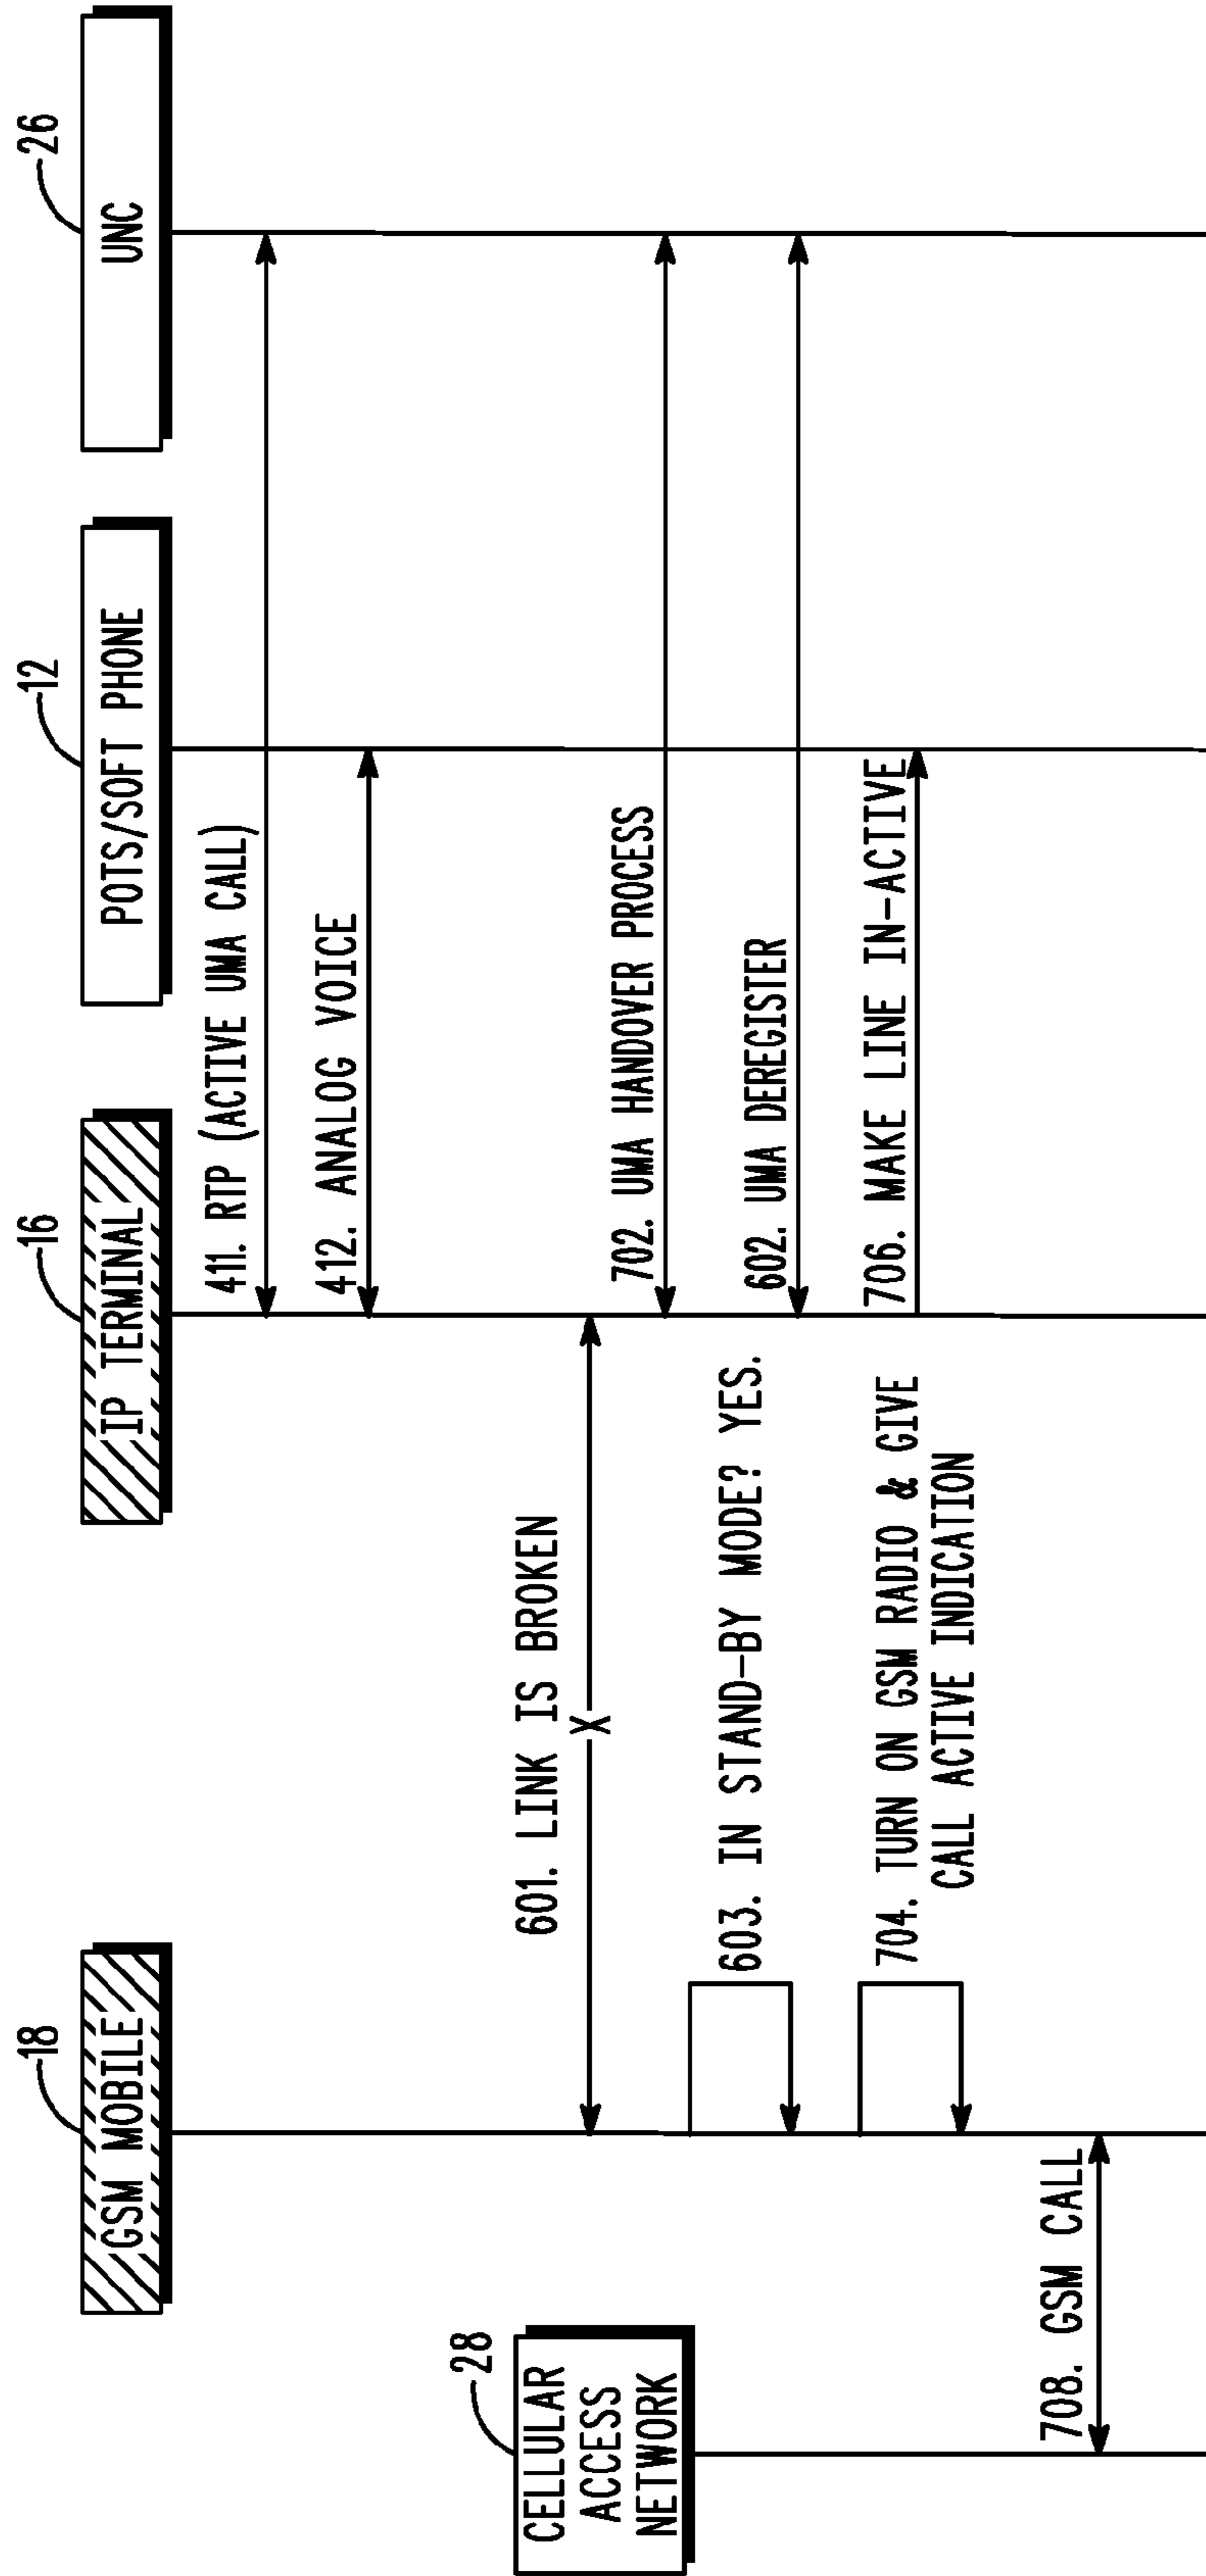 28
CELLULAR
ACCESS
NETWORK
18
GSM MOBILE
16
IP TERMINAL
12
POTS/SOFT PHONE
26
UNC
411. RTP (ACTIVE UMA CALL)
412. ANALOG VOICE
601. LINK IS BROKEN
X
702. UMA HANDOVER PROCESS
603. IN STAND-BY MODE? YES.
602. UMA DEREGISTER
704. TURN ON GSM RADIO & GIVE
CALL ACTIVE INDICATION
706. MAKE LINE IN-ACTIVE
708. GSM CALL